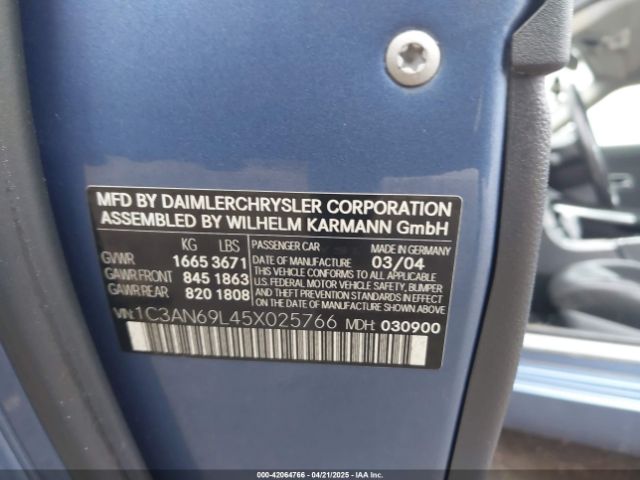 MFD BY DAIMLERCHRYSLER CORPORATION
ASSEMBLED BY WILHELM KARMANN GmbH
KG LBS
GVWR 1665 3671
GAWR FRONT 845 1863
GAWR REAR 820 1808
PASSENGER CAR MADE IN GERMANY
DATE OF MANUFACTURE 03/04
THIS VEHICLE CONFORMS TO ALL APPLICABLE
U.S. FEDERAL MOTOR VEHICLE SAFETY, BUMPER
AND THEFT PREVENTION STANDARDS IN EFFECT
ON THE DATE OF MANUFACTURE SHOWN ABOVE.
VIN: 1C3AN69L45X025766 MDH: 030900
1000-42064766 - 04/21/2025 - IAAI.COM